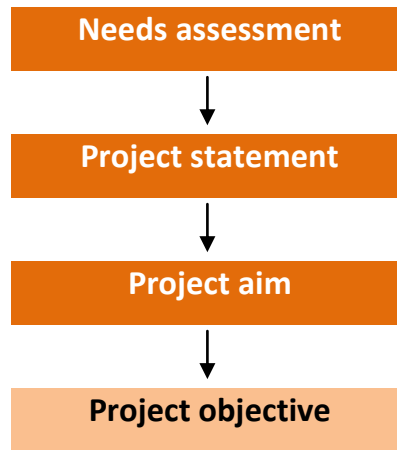 Needs assessment
Project statement
Project aim
Project objective